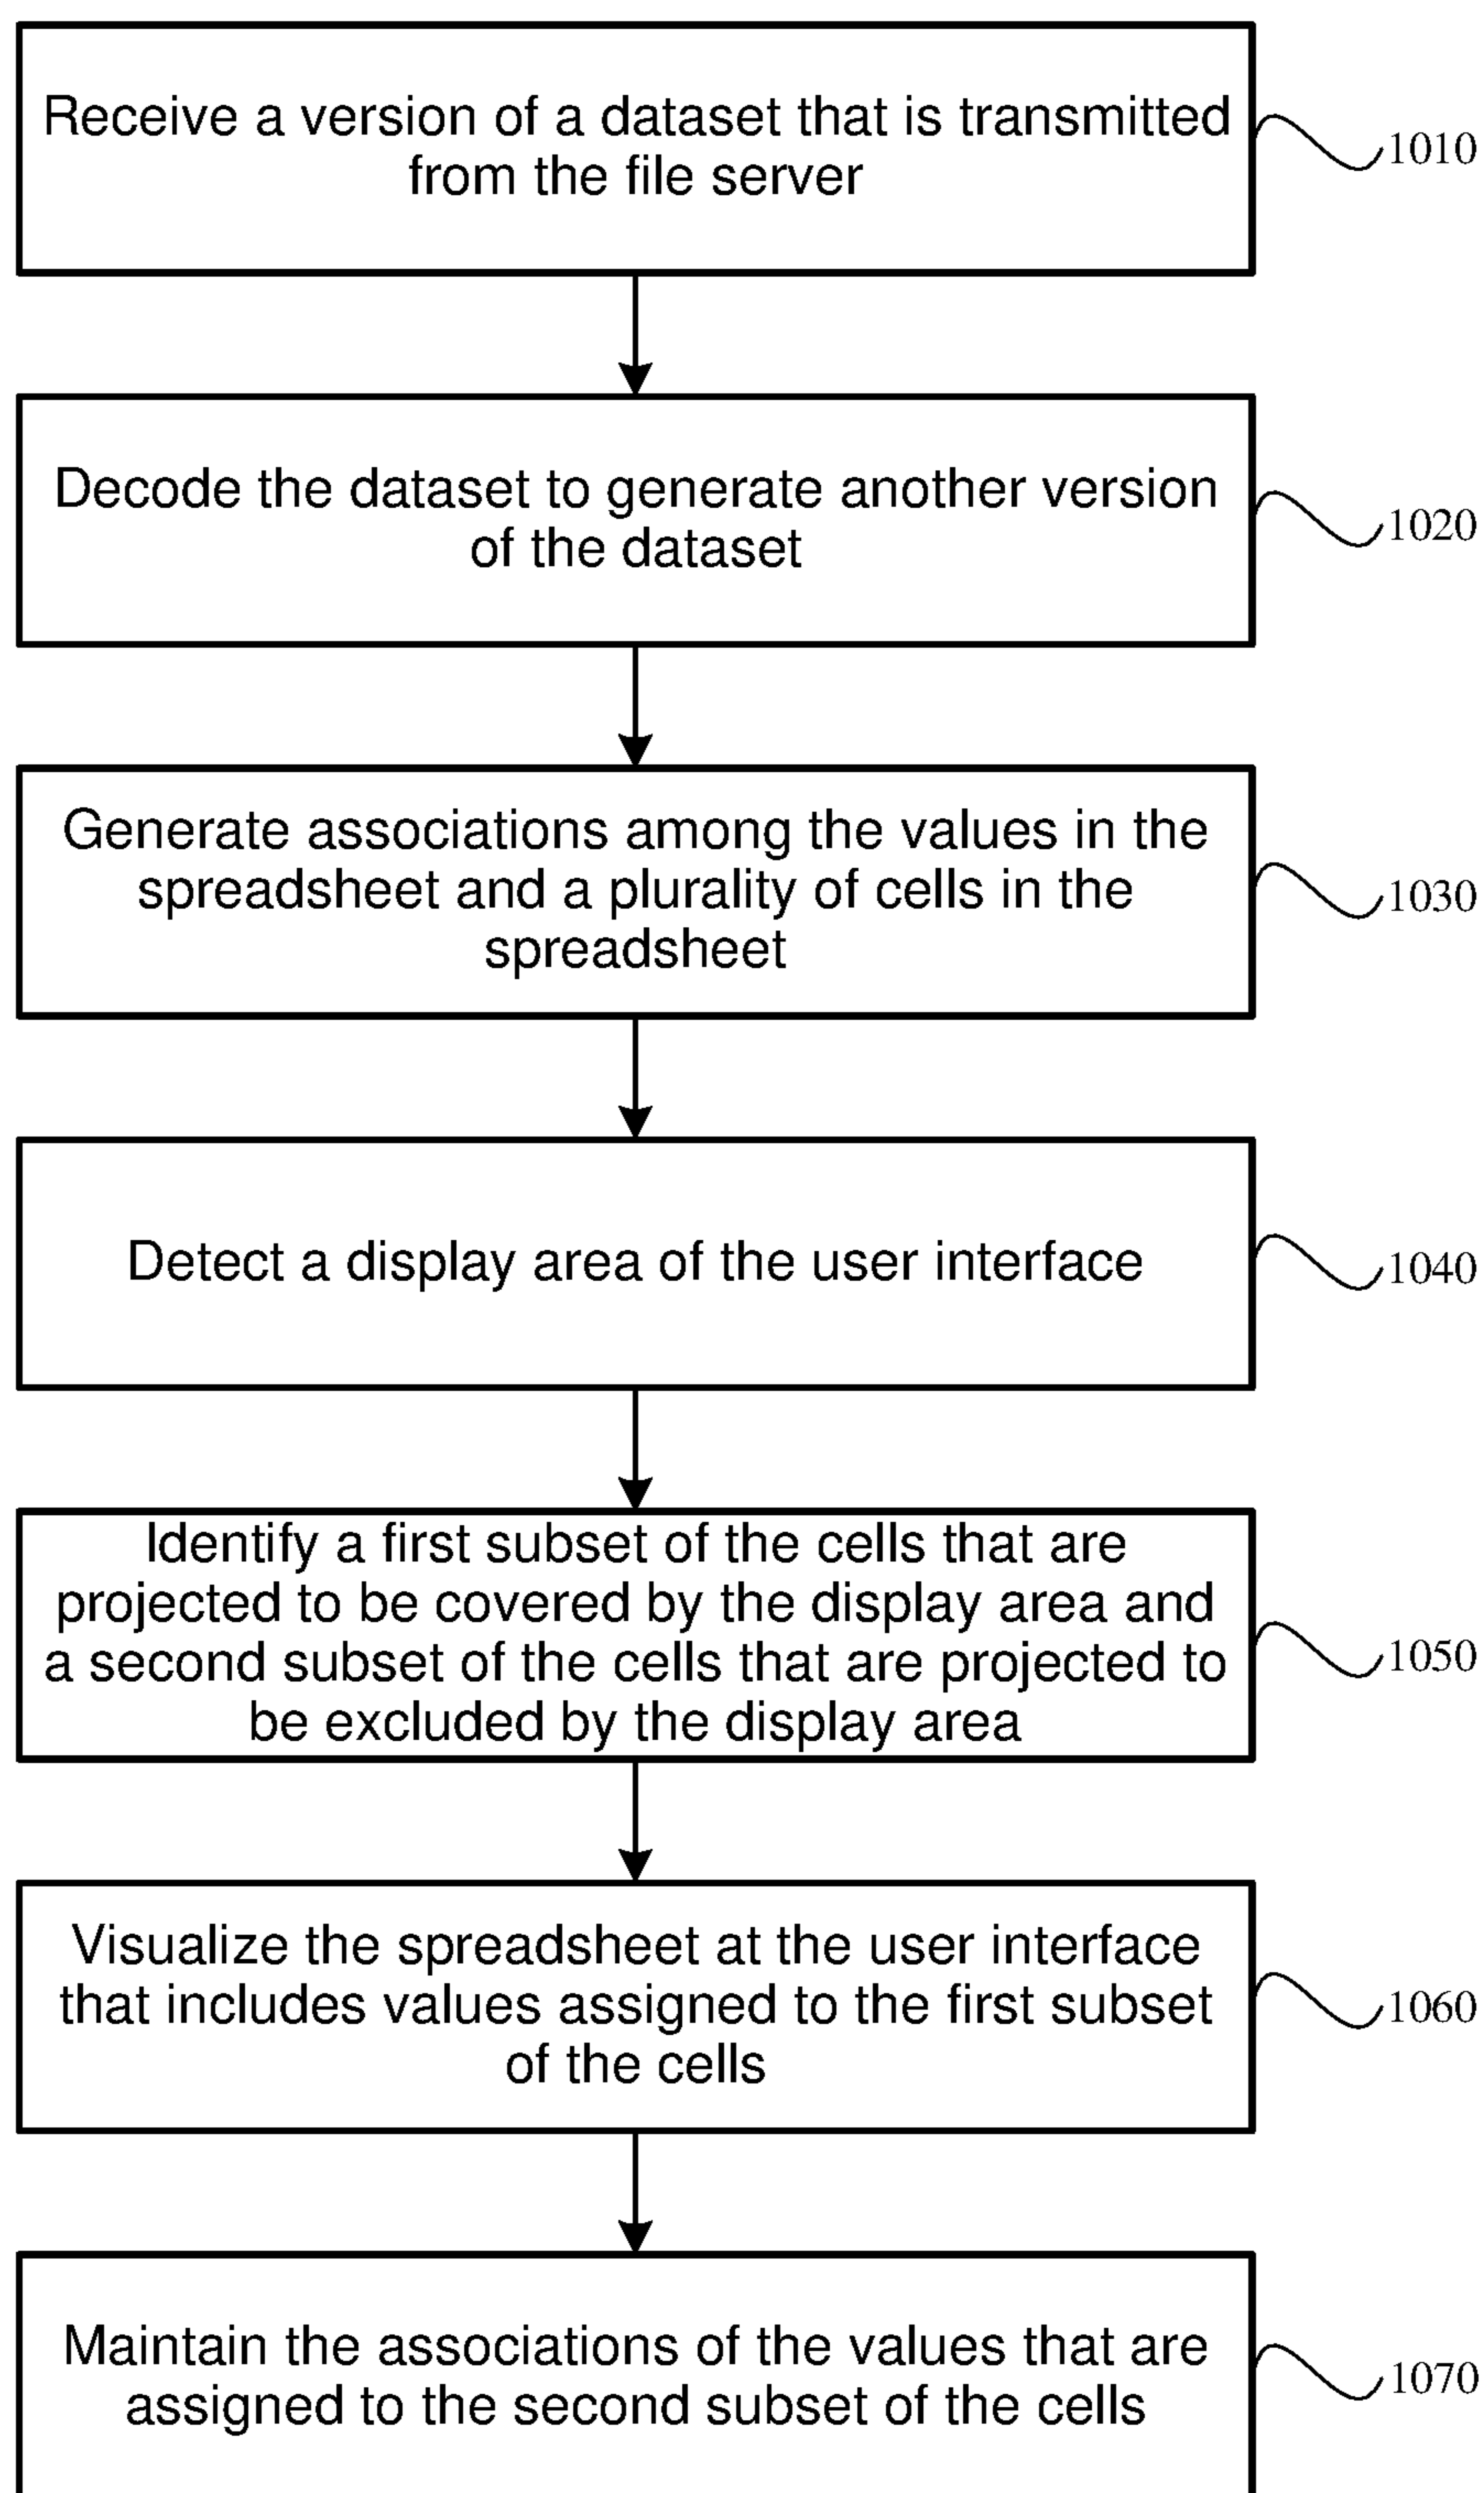 Receive a version of a dataset that is transmitted
from the file server
1010
Decode the dataset to generate another version
of the dataset
1020
Generate associations among the values in the
spreadsheet and a plurality of cells in the
spreadsheet
1030
Detect a display area of the user interface
1040
Identify a first subset of the cells that are
projected to be covered by the display area and
a second subset of the cells that are projected to
be excluded by the display area
1050
Visualize the spreadsheet at the user interface
that includes values assigned to the first subset
of the cells
1060
Maintain the associations of the values that are
assigned to the second subset of the cells
1070